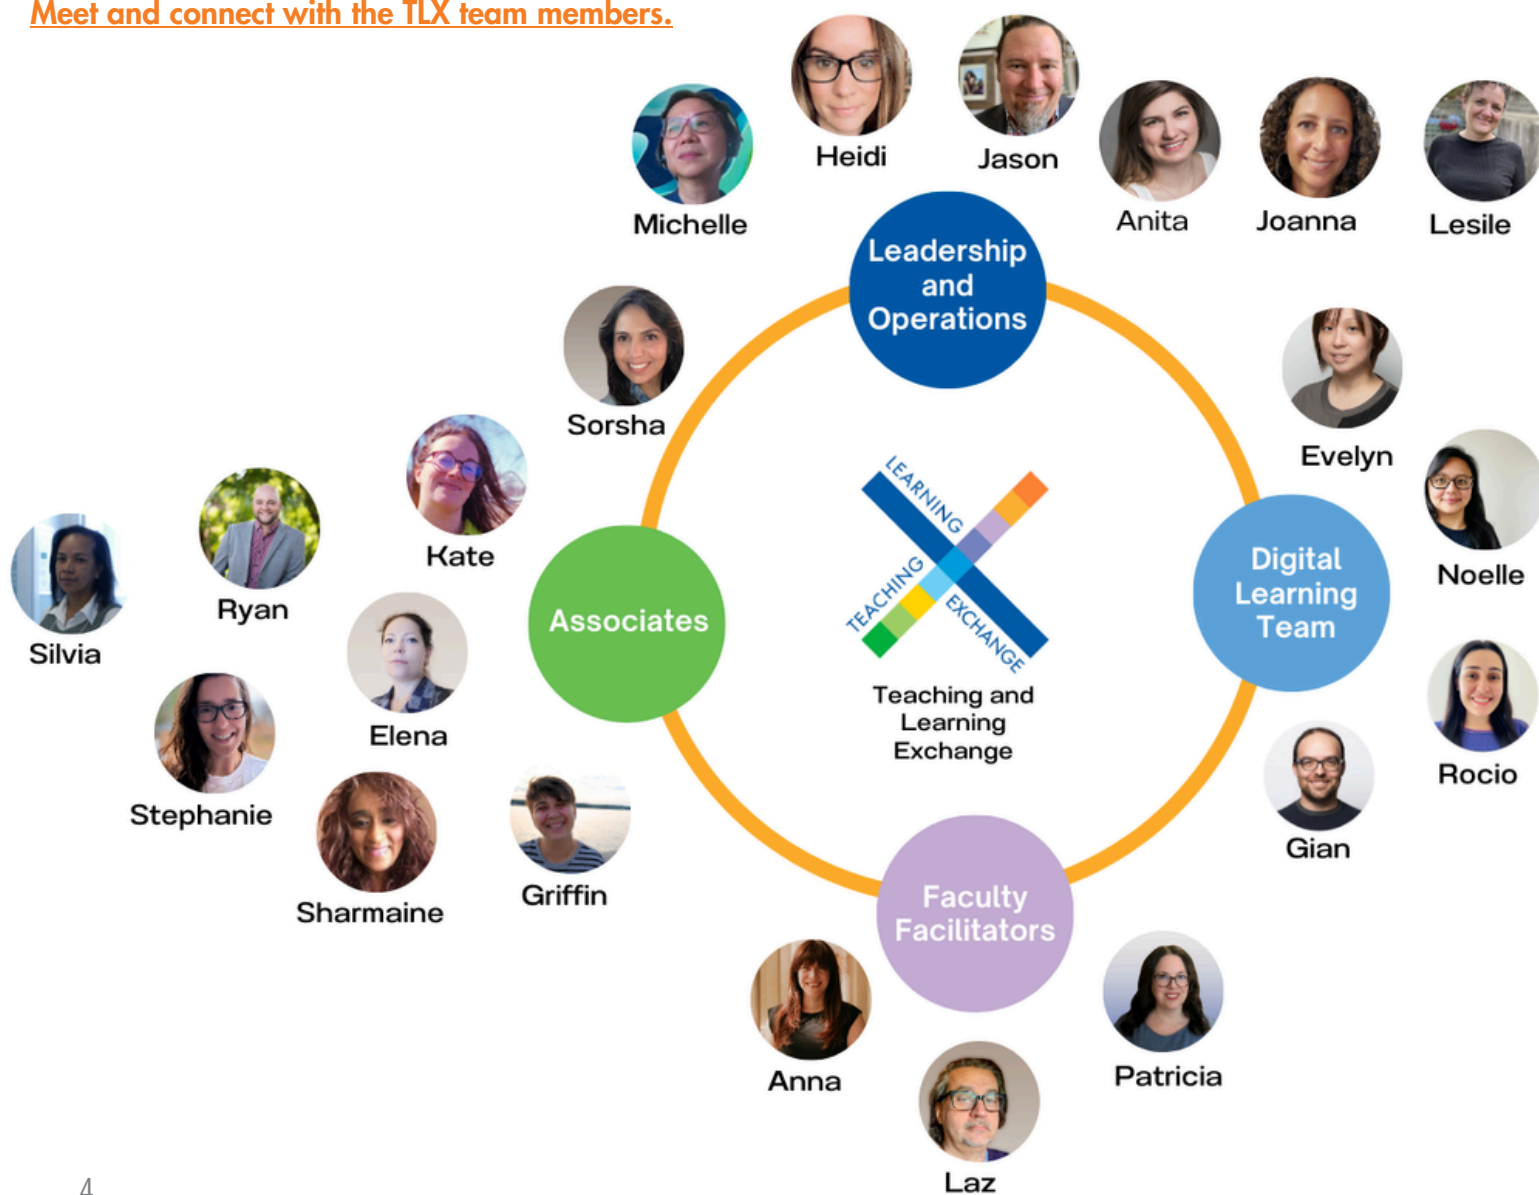 Meet and connect with the TLX team members.
Heidi
Jason
Michelle
Anita
Joanna
Lesile
Leadership
and
Operations
Sorsha
Evelyn
Kate
Noelle
Ryan
Silvia
Associates
Digital
Learning
Team
LEARNING
TEACHING
EXCHANGE
Teaching and
Learning
Exchange
Elena
Stephanie
Rocio
Gian
Sharmaine
Griffin
Faculty
Facilitators
Anna
Patricia
Laz
4